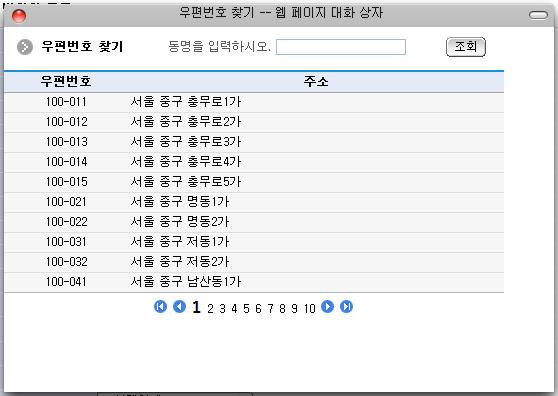 우편번호 찾기 -- 웹 페이지 대화 상자
우편번호 찾기 동명을 입력하시오. 조회
우편번호 주소
100-011 서울 중구 충무로1가
100-012 서울 중구 충무로2가
100-013 서울 중구 충무로3가
100-014 서울 중구 충무로4가
100-015 서울 중구 충무로5가
100-021 서울 중구 명동1가
100-022 서울 중구 명동2가
100-031 서울 중구 저동1가
100-032 서울 중구 저동2가
100-041 서울 중구 남산동1가
1 2 3 4 5 6 7 8 9 10